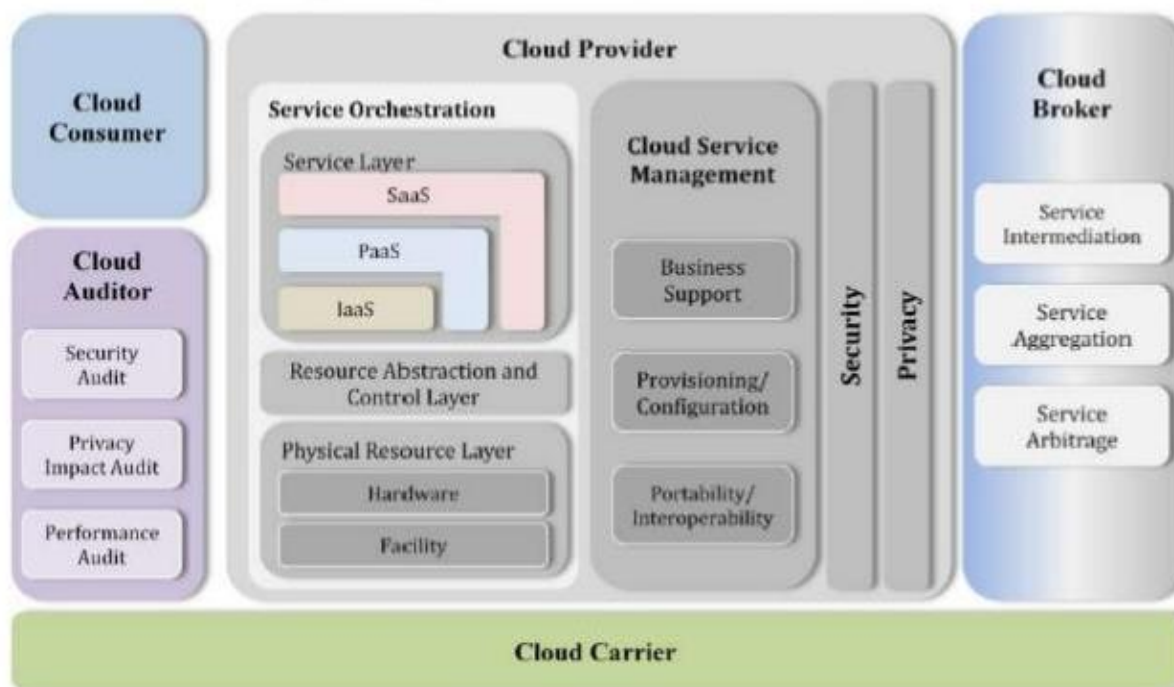 Cloud
Consumer
Cloud
Auditor
Security
Audit
Privacy
Impact Audit
Performance
Audit
Cloud Provider
Service Orchestration
Service Layer
SaaS
PaaS
IaaS
Resource Abstraction and
Control Layer
Physical Resource Layer
Hardware
Facility
Cloud Service
Management
Business
Support
Provisioning/
Configuration
Portability/
Interoperability
Security
Privacy
Cloud
Broker
Service
Intermediation
Service
Aggregation
Service
Arbitrage
Cloud Carrier